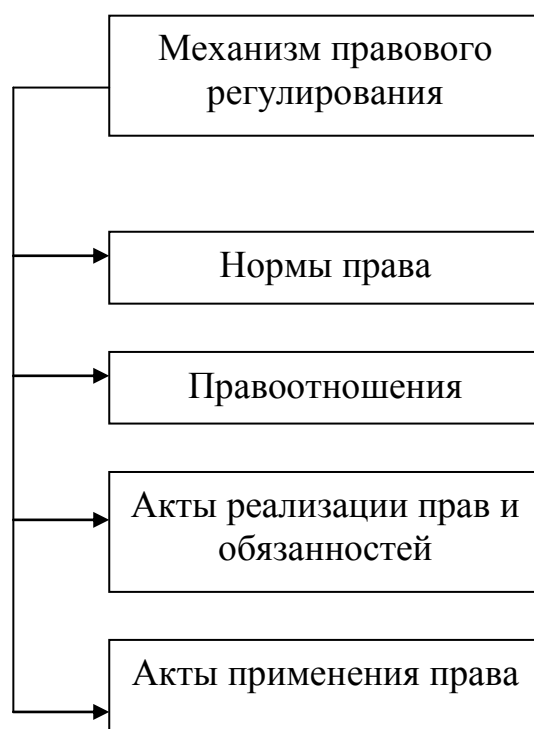 Механизм правового
регулирования
Нормы права
Правоотношения
Акты реализации прав и
обязанностей
Акты применения права